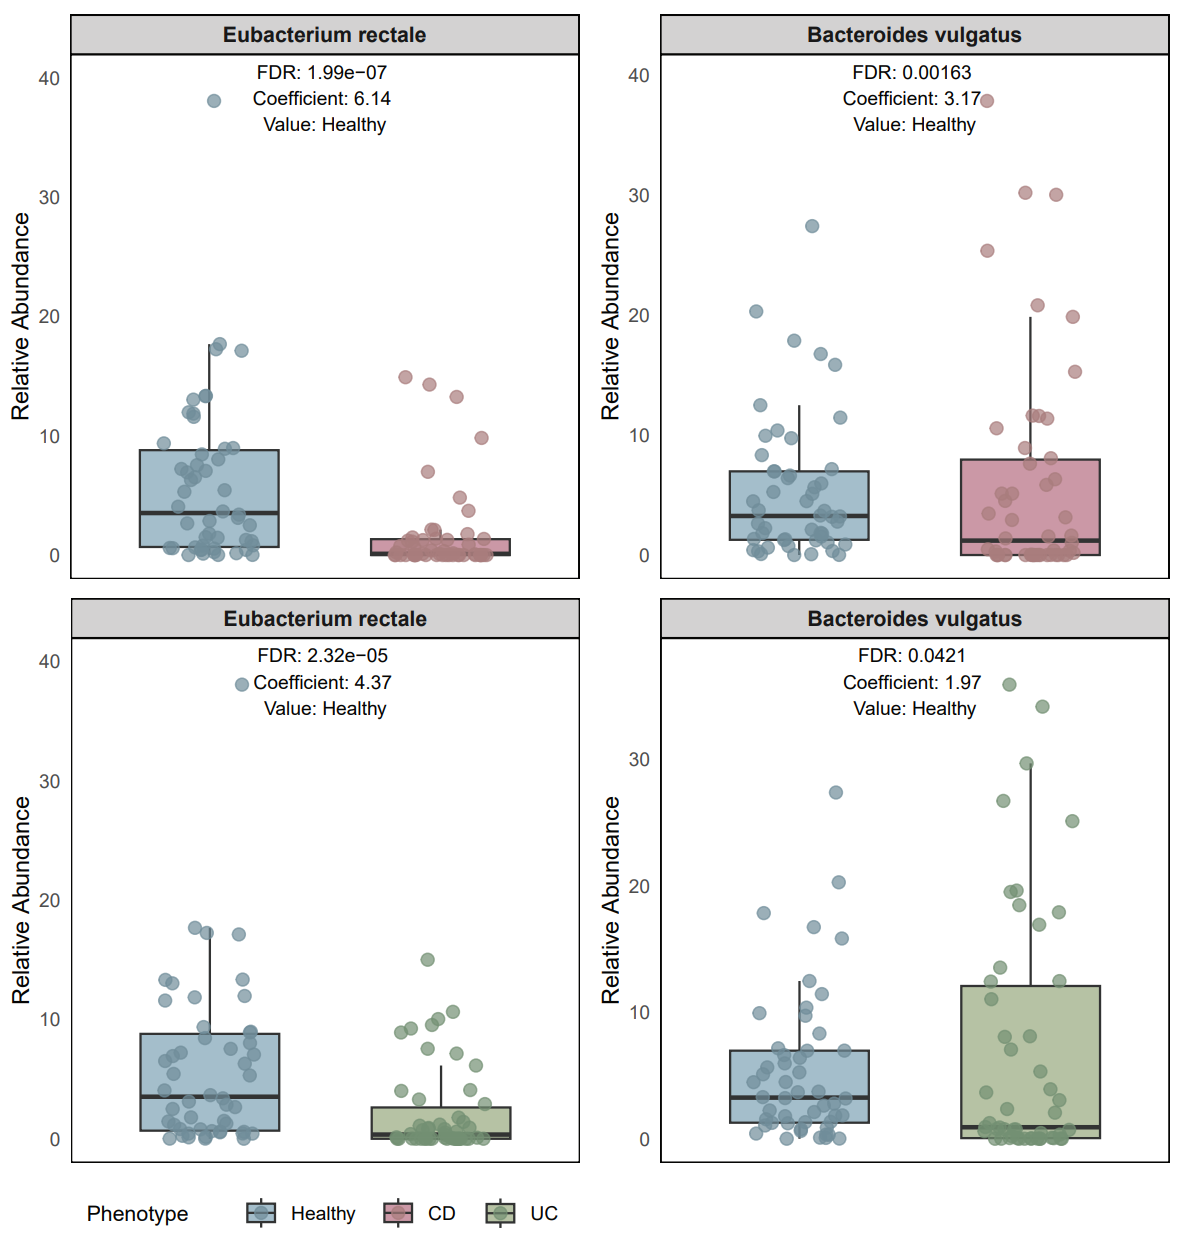 Eubacterium rectale
FDR: 1.99e−07
Coefficient: 6.14
Value: Healthy
Relative Abundance
40
30
20
10
0
Bacteroides vulgatus
FDR: 0.00163
Coefficient: 3.17
Value: Healthy
Relative Abundance
40
30
20
10
0
Eubacterium rectale
FDR: 2.32e−05
Coefficient: 4.37
Value: Healthy
Relative Abundance
40
30
20
10
0
Bacteroides vulgatus
FDR: 0.0421
Coefficient: 1.97
Value: Healthy
Relative Abundance
30
20
10
0
Phenotype Healthy CD UC